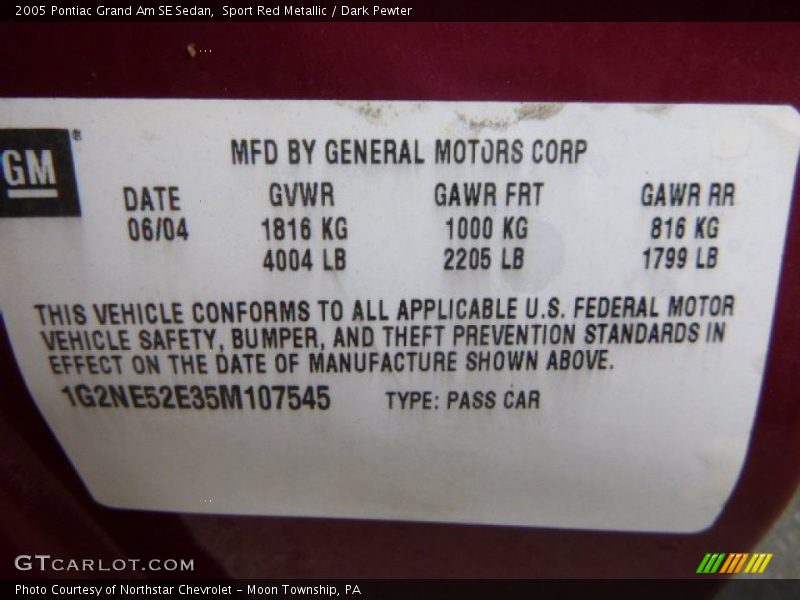 2005 Pontiac Grand Am SE Sedan,  Sport Red Metallic / Dark Pewter
GM ®
MFD BY GENERAL MOTORS CORP
DATE GVWR GAWR FRT GAWR RR
06/04 1816 KG 1000 KG 816 KG
4004 LB 2205 LB 1799 LB
THIS VEHICLE CONFORMS TO ALL APPLICABLE U.S. FEDERAL MOTOR
VEHICLE SAFETY, BUMPER, AND THEFT PREVENTION STANDARDS IN
EFFECT ON THE DATE OF MANUFACTURE SHOWN ABOVE.
1G2NE52E35M107545 TYPE: PASS CAR
GTCARLOT.COM
Photo Courtesy of Northstar Chevrolet - Moon Township, PA